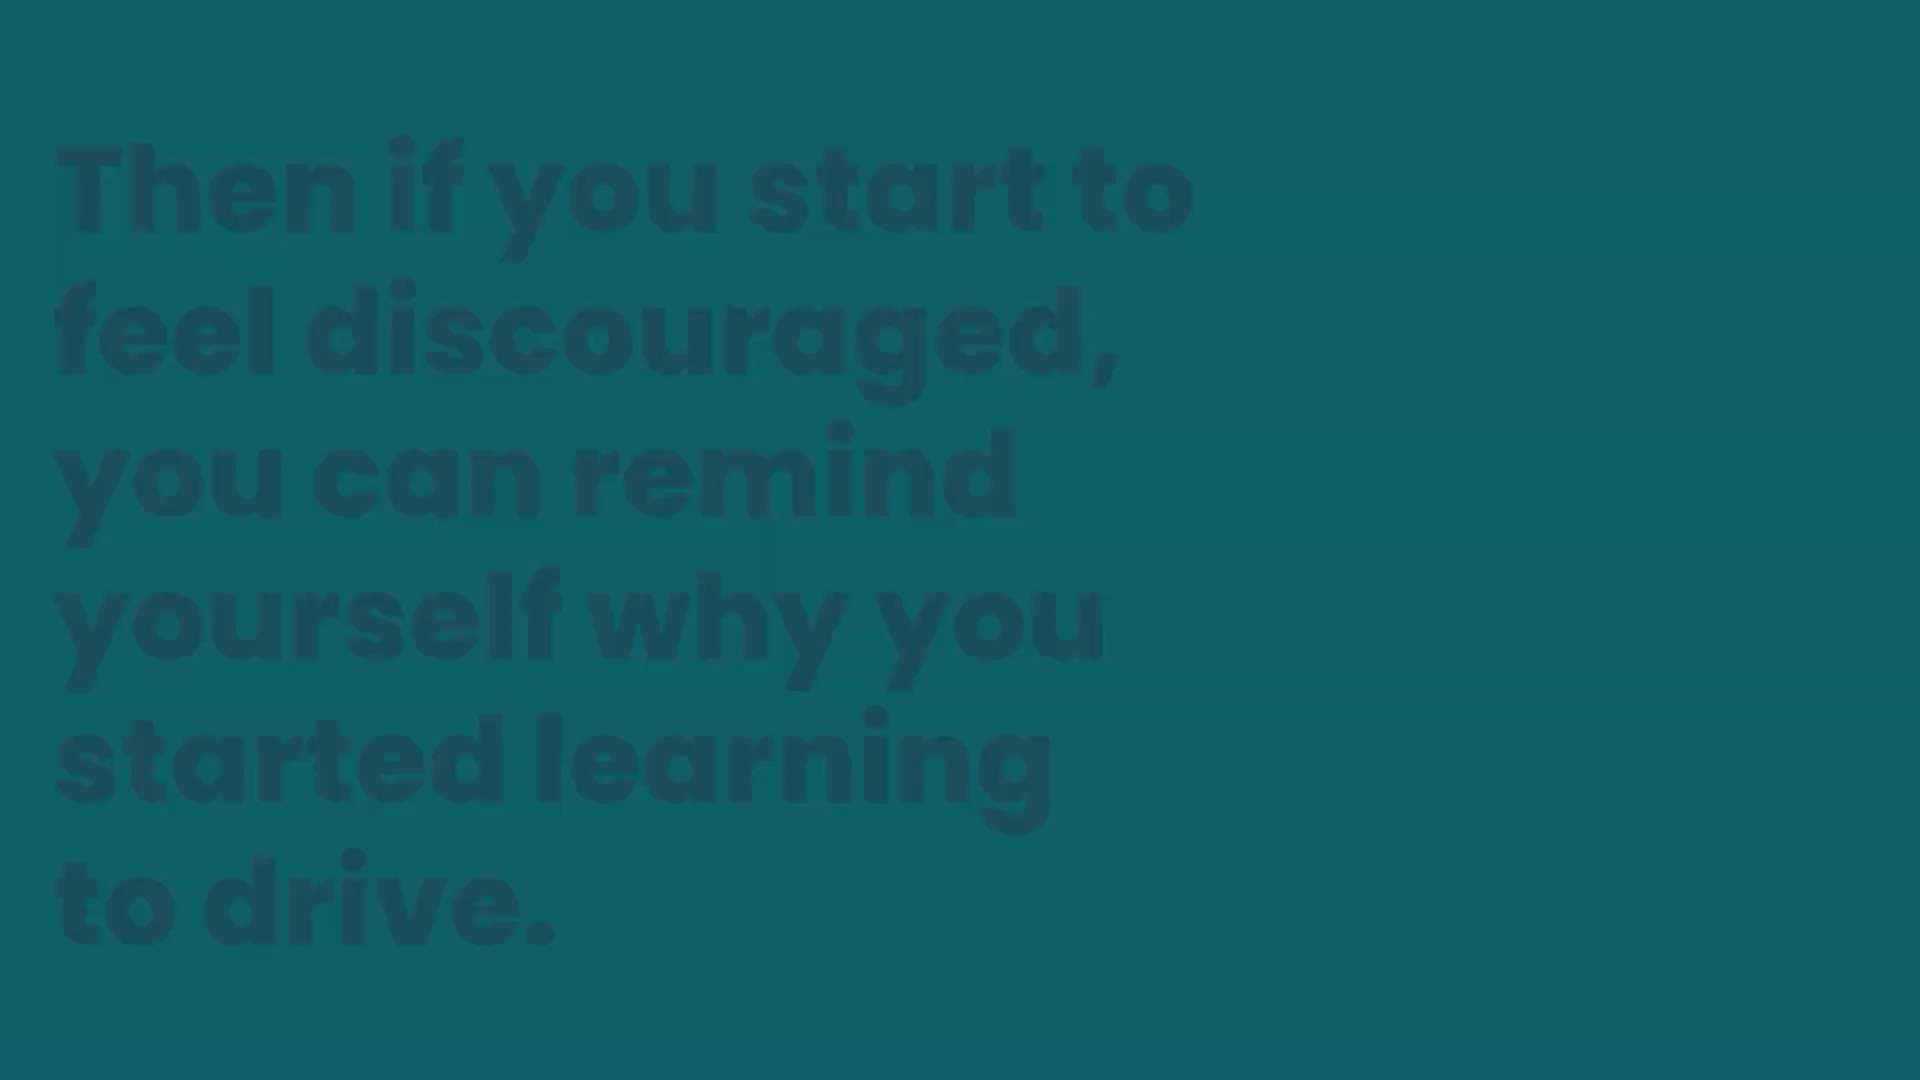 Then if you start to
feel discouraged,
you can remind
yourself why you
started learning
to drive.